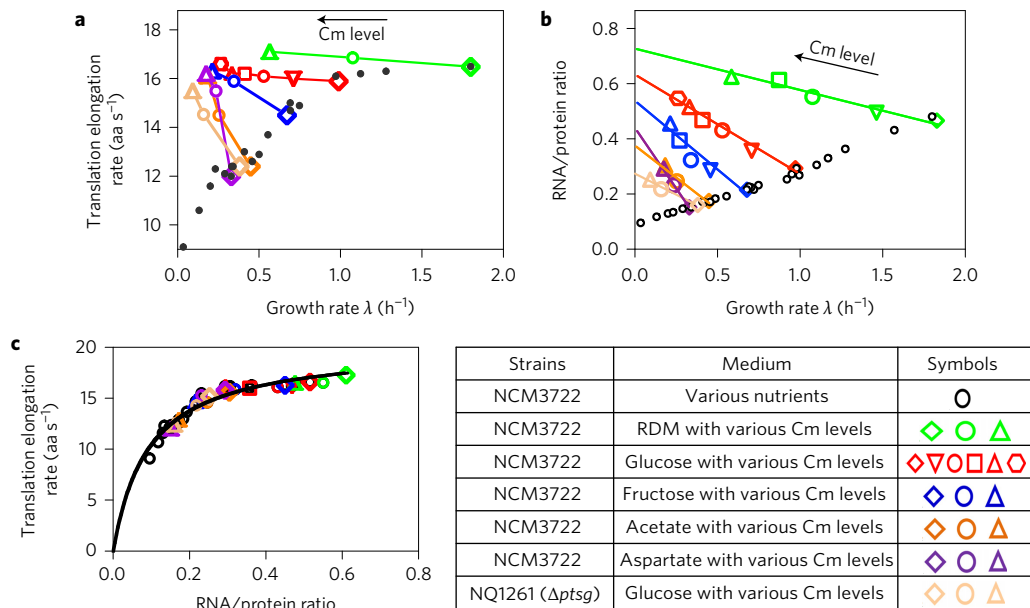 a
Cm level
Translation elongation
rate (aa s⁻¹)
18
16
14
12
10
0.0 0.5 1.0 1.5 2.0
Growth rate λ (h⁻¹)
b
Cm level
RNA/protein ratio
0.8
0.6
0.4
0.2
0.0
0.0 0.5 1.0 1.5 2.0
Growth rate λ (h⁻¹)
c
Translation elongation
rate (aa s⁻¹)
20
15
10
5
0
0.0 0.2 0.4 0.6 0.8
RNA/protein ratio
Strains Medium Symbols
NCM3722 Various nutrients
NCM3722 RDM with various Cm levels
NCM3722 Glucose with various Cm levels
NCM3722 Fructose with various Cm levels
NCM3722 Acetate with various Cm levels
NCM3722 Aspartate with various Cm levels
NQ1261 (Δptsg) Glucose with various Cm levels